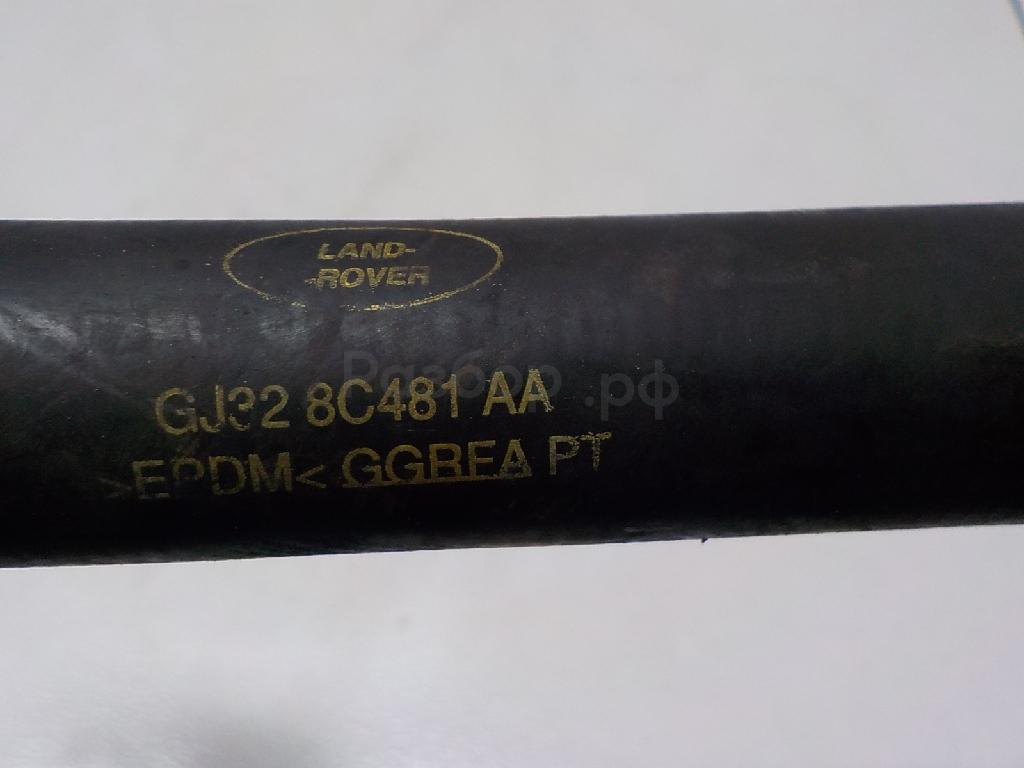 LAND-
-ROVER
Разбор.рф
GJ32 8C481 AA
>EPDM< GGBEA PT